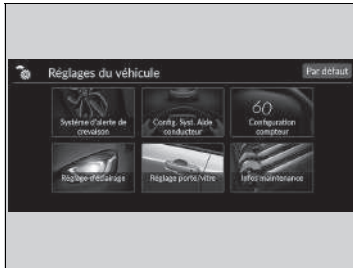 Réglages du véhicule
Par défaut
Système d'alerte de
crevaison
Config. Syst. Aide
conducteur
60
Configuration
compteur
Réglage d'éclairage
Réglage porte/vitre
Infos maintenance